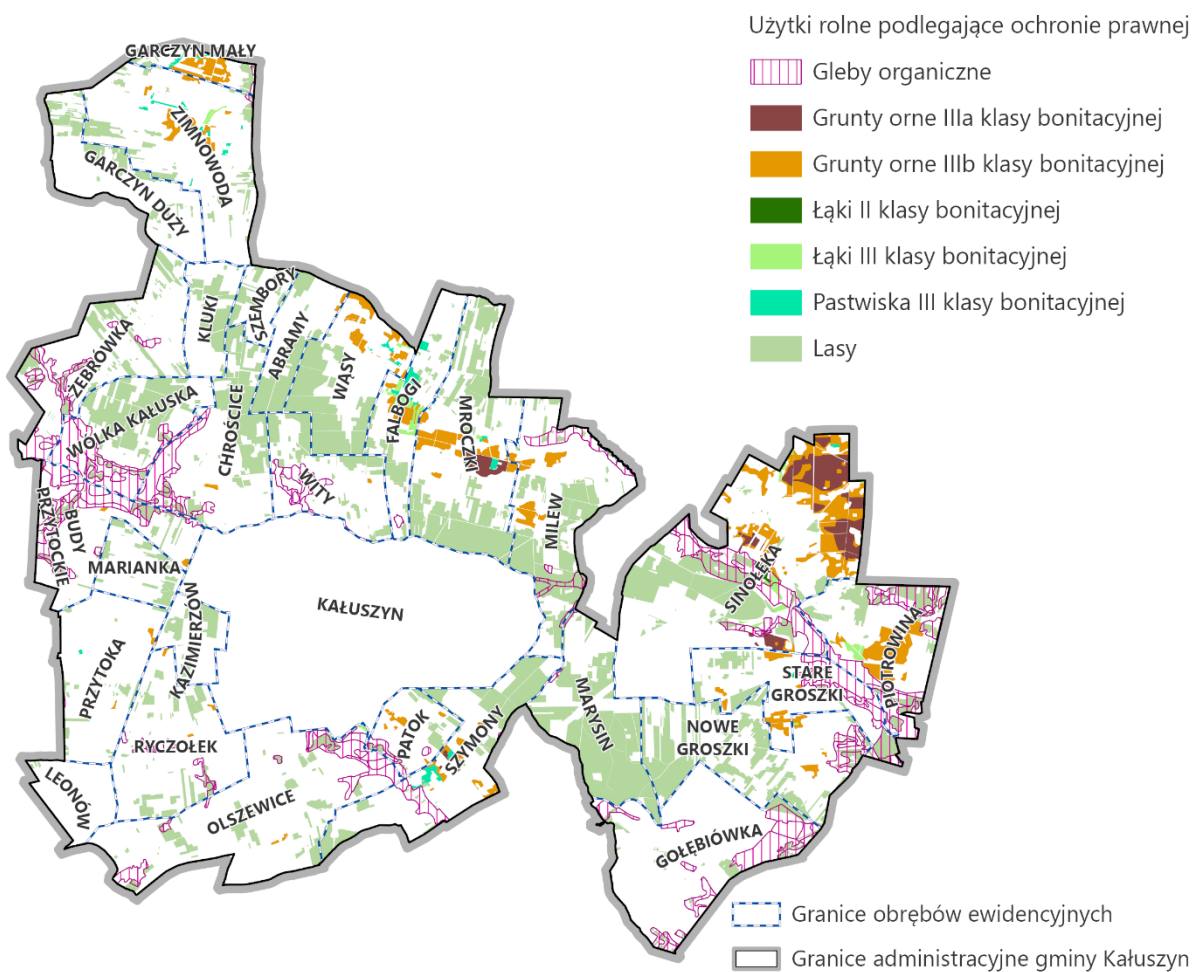 Użytki rolne podlegające ochronie prawnej
Gleby organiczne
Grunty orne IIIa klasy bonitacyjnej
Grunty orne IIIb klasy bonitacyjnej
Łąki II klasy bonitacyjnej
Łąki III klasy bonitacyjnej
Pastwiska III klasy bonitacyjnej
Lasy
GARCZYN MAŁY
ZIMNOWODA
GARCZYN DUŻY
KLUKI
SZEMBORY
ABRAMY
ŻEBRÓWKA
WÓLKA KAŁUSKA
CHROŚCICE
WĄSY
FALBOGI
MROCZKI
WITY
MILEW
BUDY
PRZYTOCKIE
MARIANKA
KAŁUSZYN
KAZIMIERZÓW
PRZYTOKA
SINOŁĘKA
PIOTROWINA
STARE
GROSZKI
NOWE
GROSZKI
MARYSIN
PATOK
SZYMONY
RYCZOŁEK
LEONÓW
OLSZEWICE
GOŁĘBIÓWKA
Granice obrębów ewidencyjnych
Granice administracyjne gminy Kałuszyn